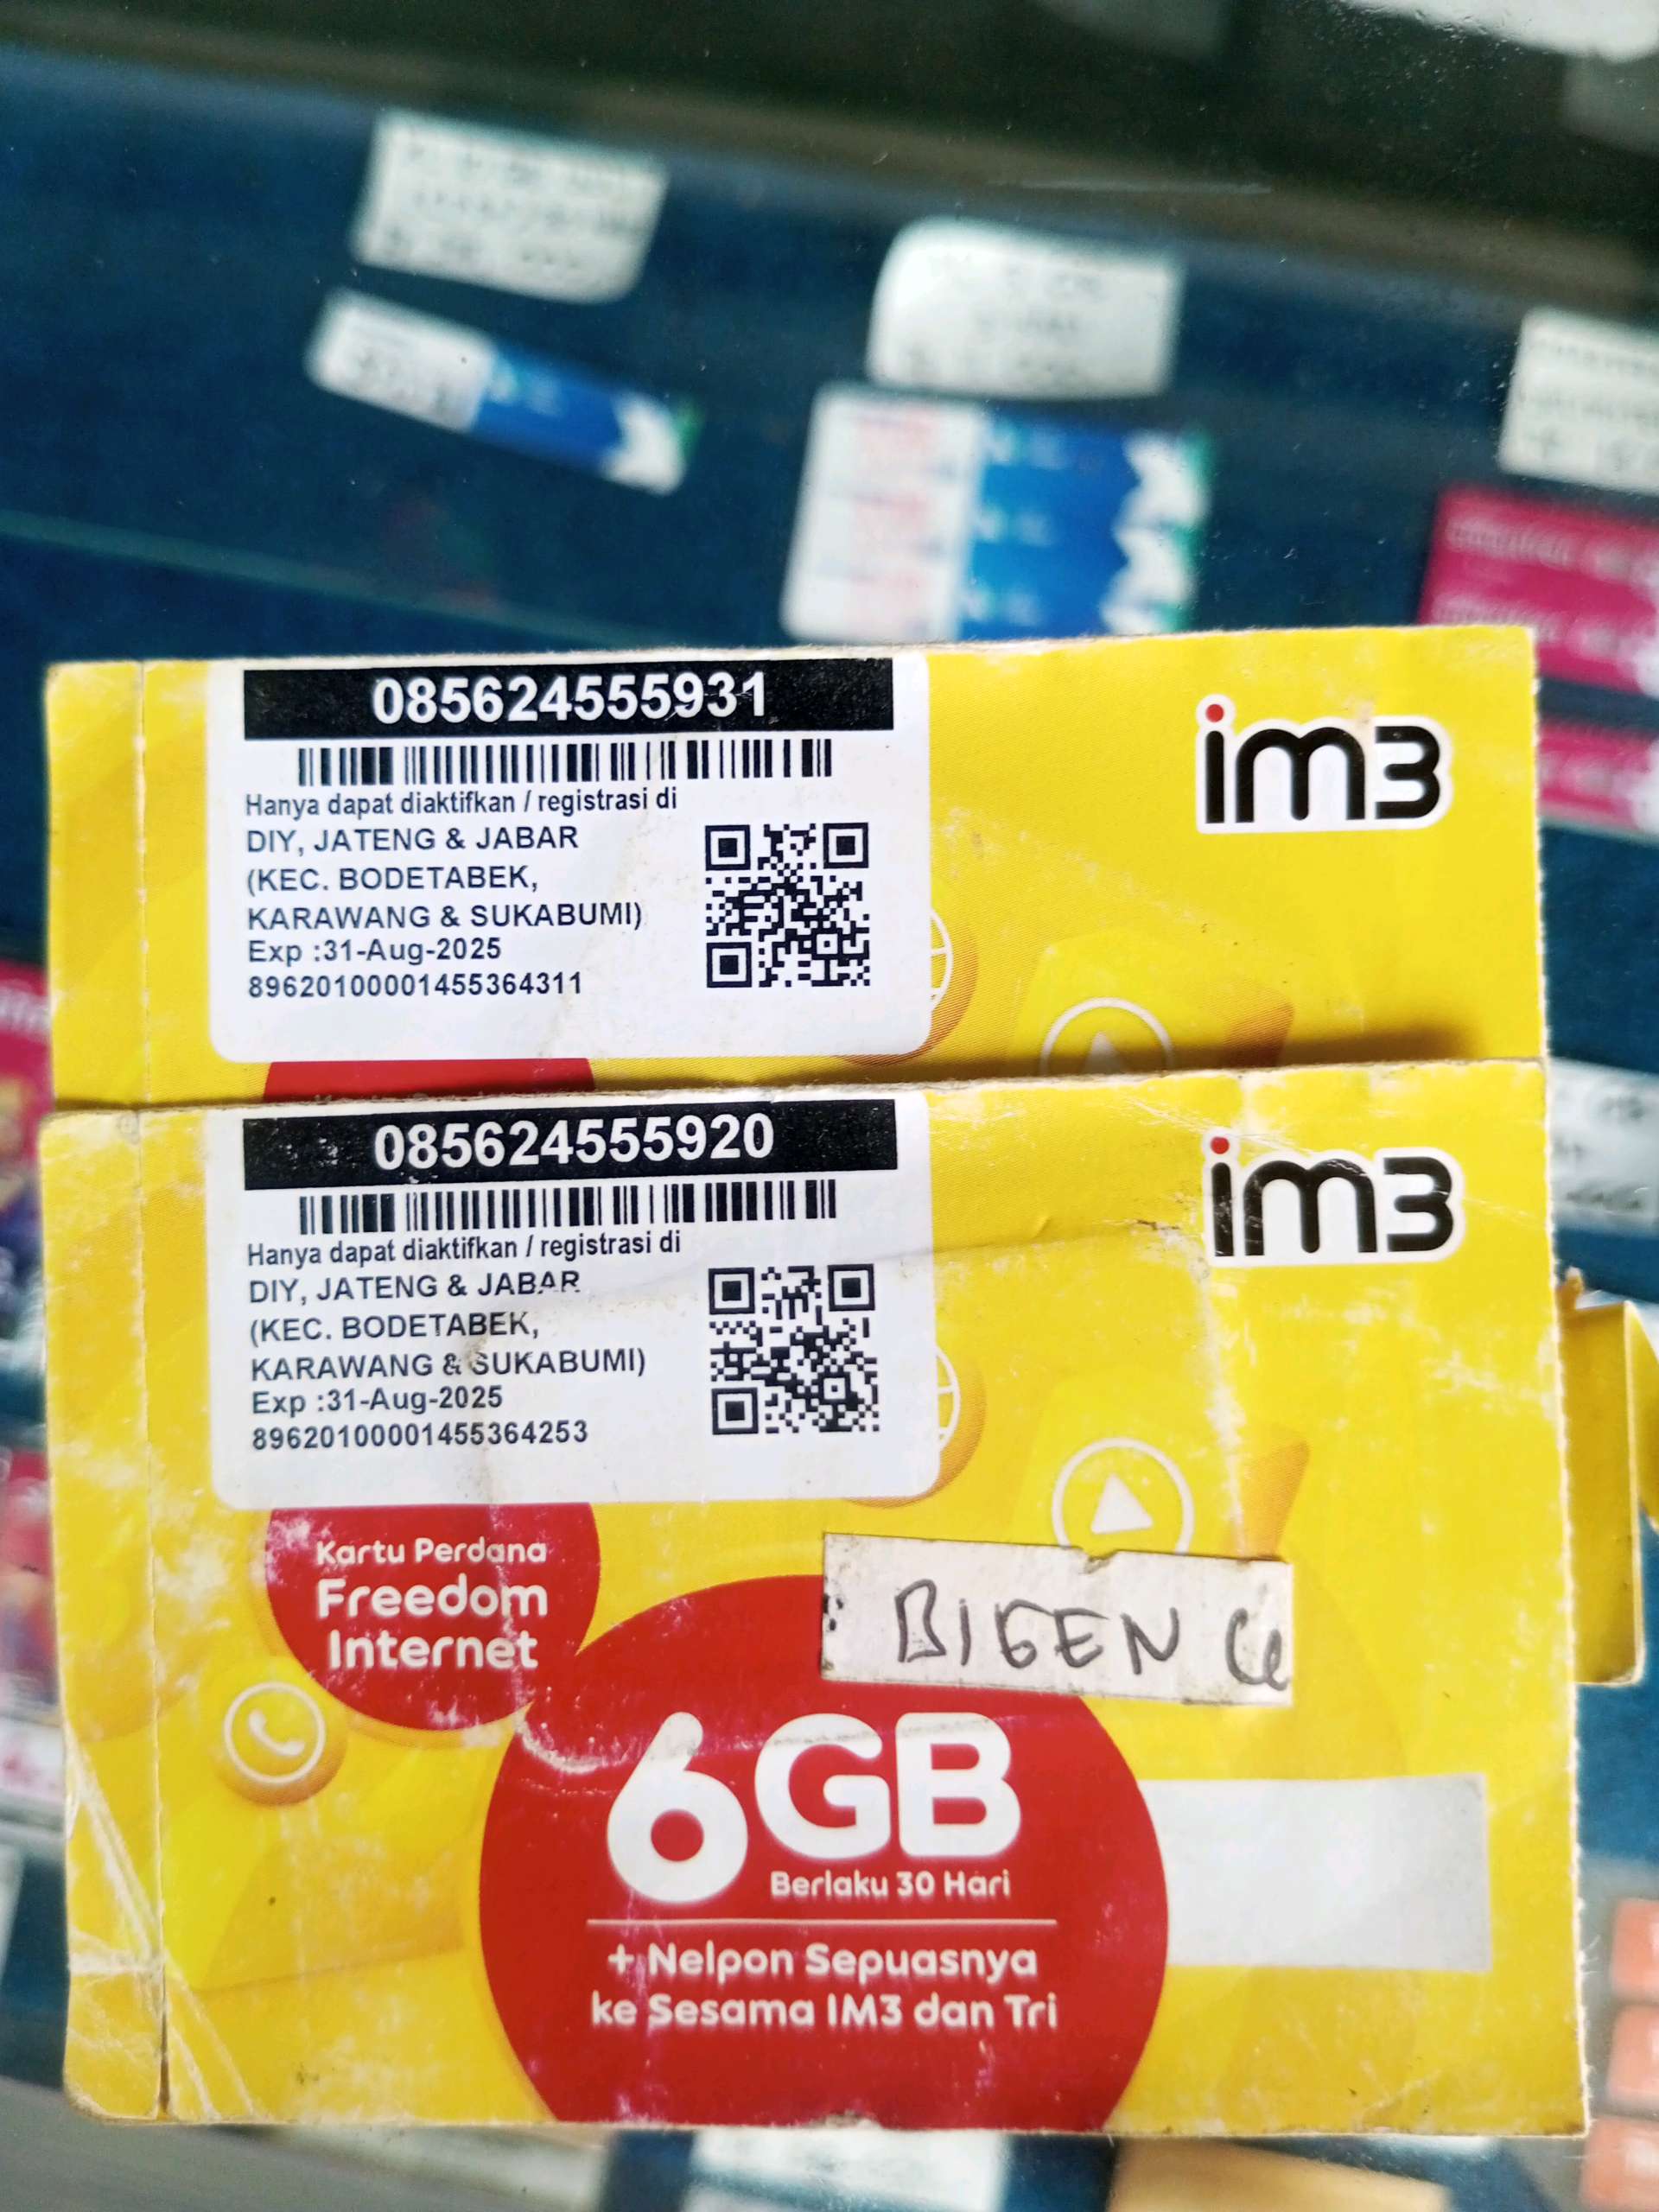 085624555931
im3
Hanya dapat diaktifkan / registrasi di
DIY, JATENG & JABAR
(KEC. BODETABEK,
KARAWANG & SUKABUMI)
Exp :31-Aug-2025
89620100001455364311
085624555920
im3
Hanya dapat diaktifkan / registrasi di
DIY, JATENG & JABAR
(KEC. BODETABEK,
KARAWANG & SUKABUMI)
Exp :31-Aug-2025
89620100001455364253
Kartu Perdana
Freedom
Internet
BIGEN
6GB
Berlaku 30 Hari
+ Nelpon Sepuasnya
ke Sesama IM3 dan Tri